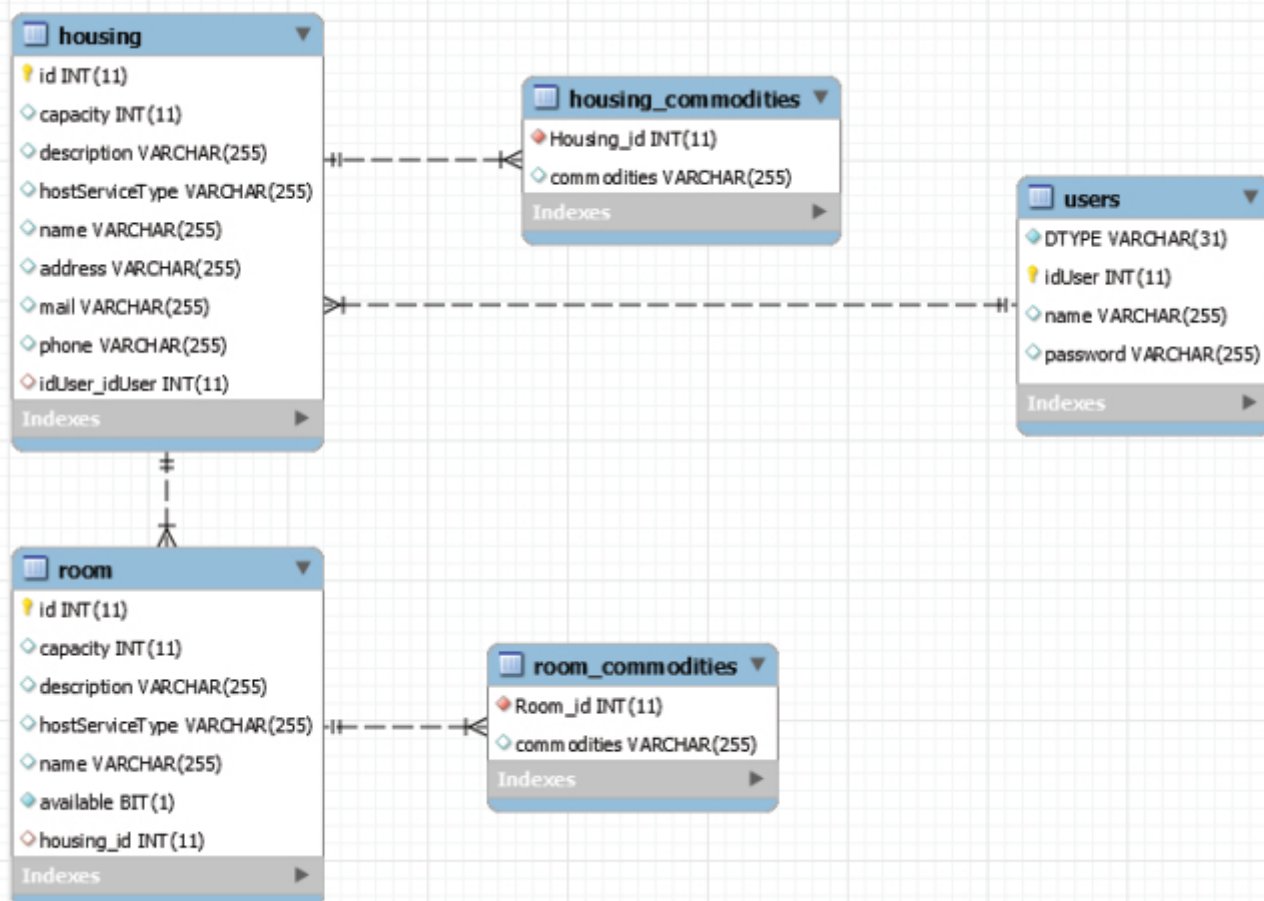 housing
id INT(11)
capacity INT(11)
description VARCHAR(255)
hostServiceType VARCHAR(255)
name VARCHAR(255)
address VARCHAR(255)
mail VARCHAR(255)
phone VARCHAR(255)
idUser_idUser INT(11)
Indexes
housing_commodities
Housing_id INT(11)
commodities VARCHAR(255)
Indexes
users
DTYPE VARCHAR(31)
idUser INT(11)
name VARCHAR(255)
password VARCHAR(255)
Indexes
room
id INT(11)
capacity INT(11)
description VARCHAR(255)
hostServiceType VARCHAR(255)
name VARCHAR(255)
available BIT(1)
housing_id INT(11)
Indexes
room_commodities
Room_id INT(11)
commodities VARCHAR(255)
Indexes